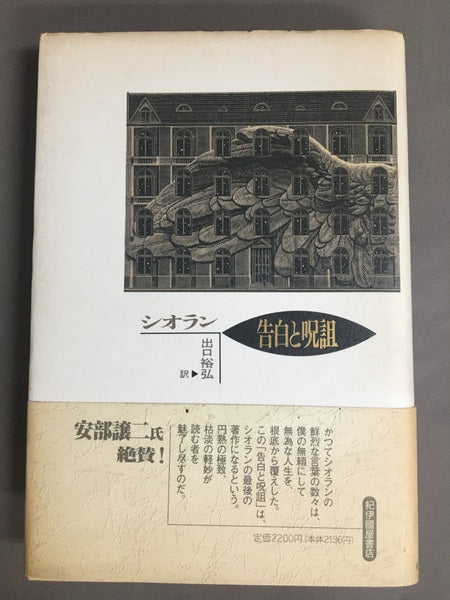 シオラン
告白と呪詛
出口裕弘
訳▶
かつてシオランの
鮮烈な言葉の数々は、
僕の無頼にして
無為な人生を、
根底から覆えした。
この「告白と呪詛」は、
シオランの最後の
著作になるという。
円熟の極致、
枯淡の軽妙が
読む者を
魅了し尽すのだ。
安部譲二氏
絶賛!
紀伊國屋書店
定価2200円(本体2136円)